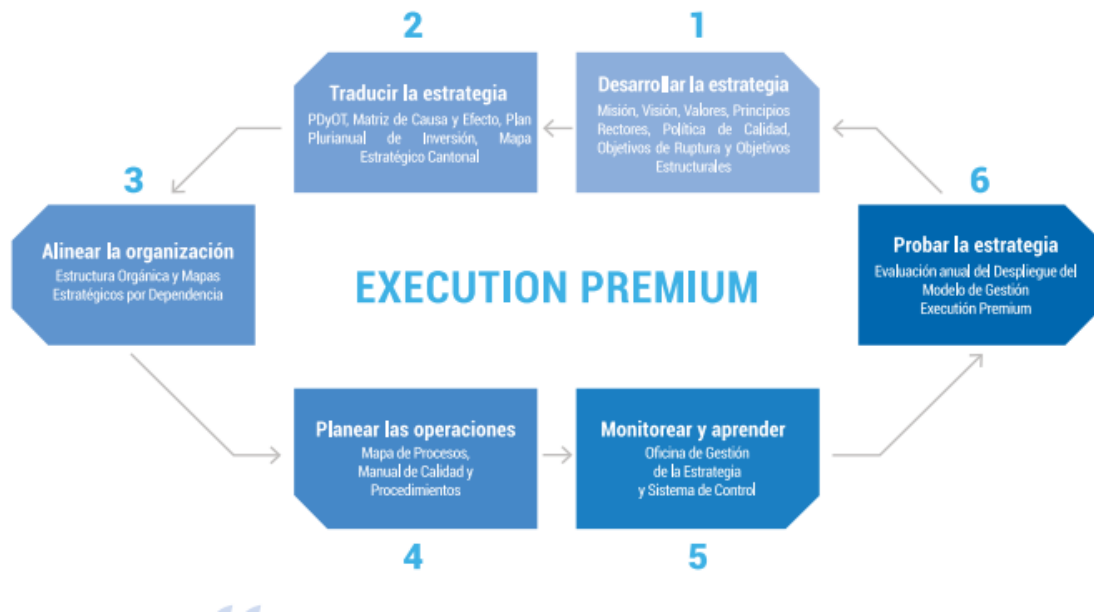 1
Desarrollar la estrategia
Misión, Visión, Valores, Principios
Rectores, Política de Calidad,
Objetivos de Ruptura y Objetivos
Estructurales
2
Traducir la estrategia
PDyOT, Matriz de Causa y Efecto, Plan
Plurianual de Inversión, Mapa
Estratégico Cantonal
3
Alinear la organización
Estructura Orgánica y Mapas
Estratégicos por Dependencia
EXECUTION PREMIUM
4
Planear las operaciones
Mapa de Procesos,
Manual de Calidad y
Procedimientos
5
Monitorear y aprender
Oficina de Gestión
de la Estrategia
y Sistema de Control
6
Probar la estrategia
Evaluación anual del Despliegue del
Modelo de Gestión
Executión Premium
“